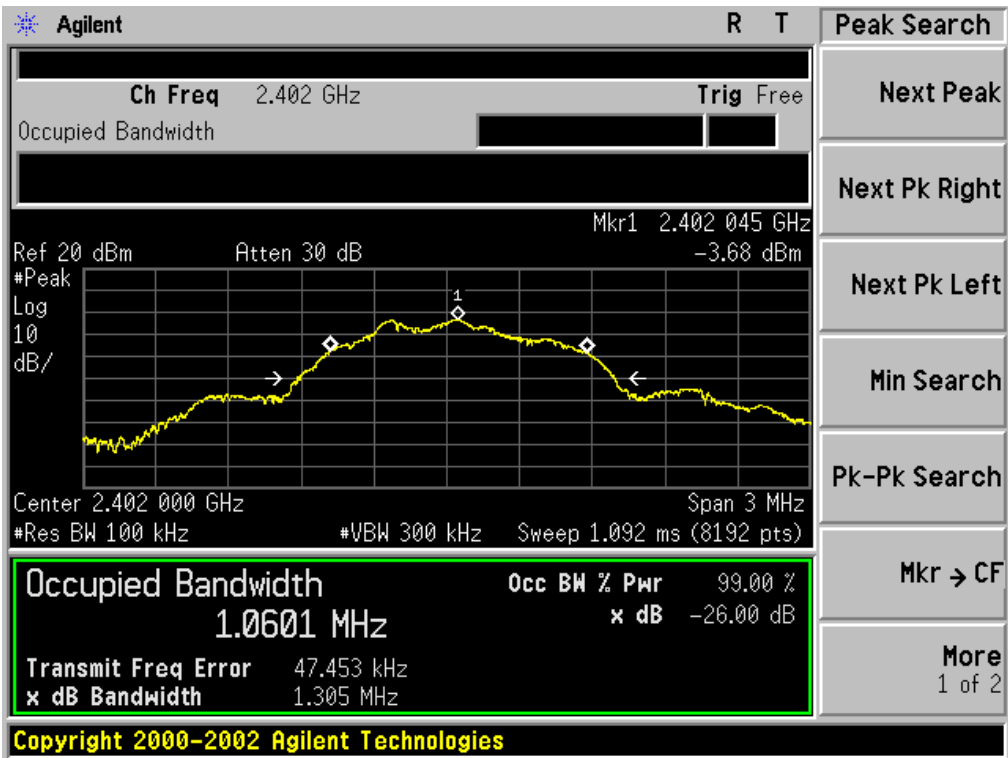 Agilent R T Peak Search
Ch Freq 2.402 GHz Trig Free
Occupied Bandwidth
Next Peak
Next Pk Right
Mkr1 2.402 045 GHz
Ref 20 dBm Atten 30 dB -3.68 dBm
#Peak
Log
10
dB/
1
Next Pk Left
Min Search
Pk-Pk Search
Center 2.402 000 GHz Span 3 MHz
#Res BW 100 kHz #VBW 300 kHz Sweep 1.092 ms (8192 pts)
Occupied Bandwidth Occ BW % Pwr 99.00 %
1.0601 MHz x dB -26.00 dB
Mkr → CF
Transmit Freq Error 47.453 kHz
x dB Bandwidth 1.305 MHz
More
1 of 2
Copyright 2000-2002 Agilent Technologies